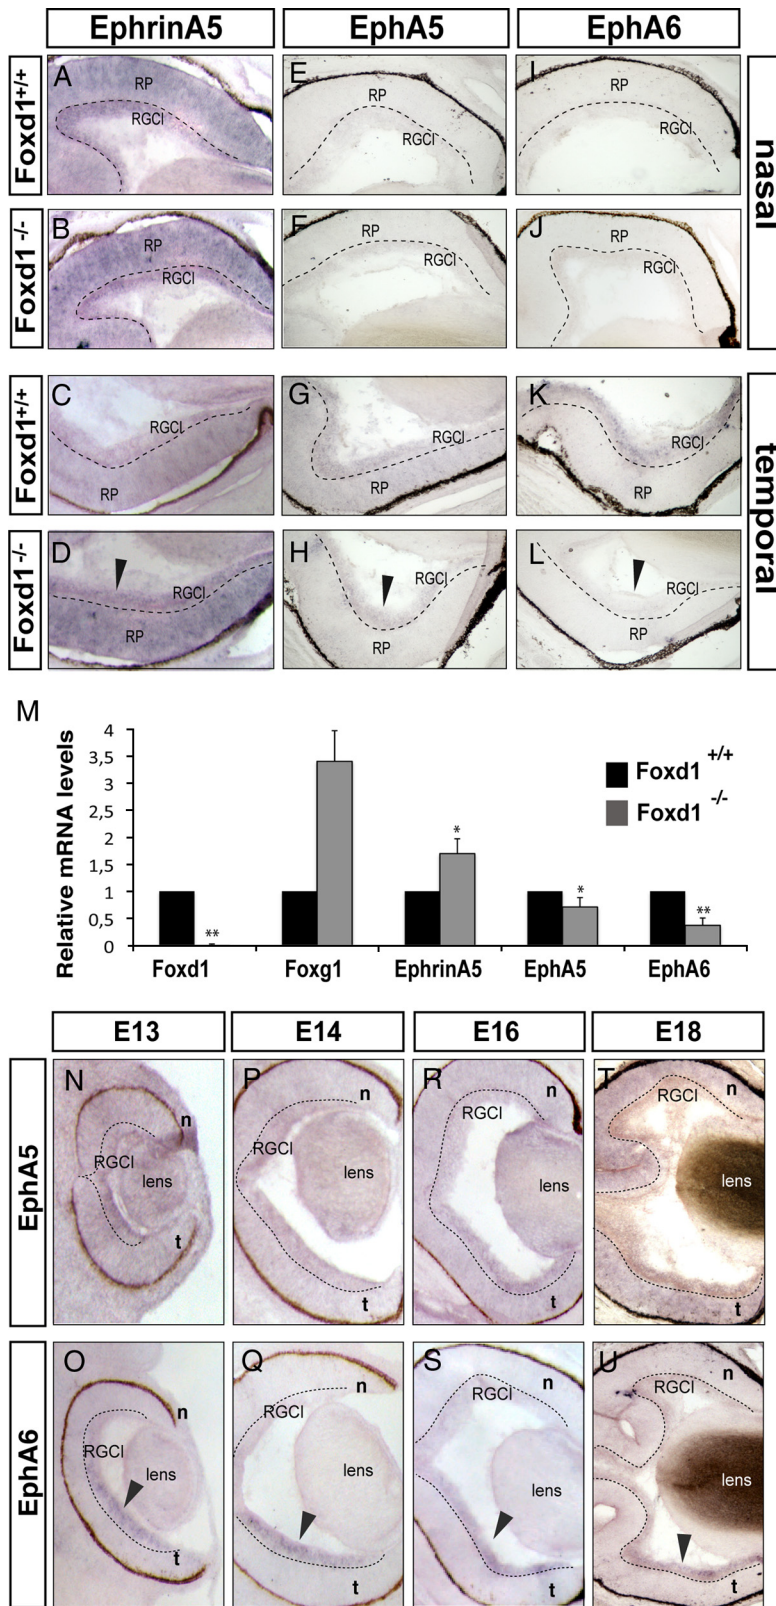 EphrinA5 EphA5 EphA6
Foxd1+/+ A RP RGCl E RP RGCl I RP RGCl nasal
Foxd1 -/- B RP RGCl F RP RGCl J RP RGCl
Foxd1+/+ C RGCl RP G RGCl RP K RGCl RP temporal
Foxd1-/- D RGCl RP H RGCl RP L RGCl RP
M
Relative mRNA levels
4
3,5
3
2,5
2
1,5
1
0,5
0
Foxd1 +/+
Foxd1 -/-
** * * **
Foxd1 Foxg1 EphrinA5 EphA5 EphA6
E13 E14 E16 E18
EphA5 N n RGCl lens t P n RGCl lens t R n RGCl lens t T n RGCl lens t
EphA6 O n RGCl lens t Q n RGCl lens t S n RGCl lens t U n RGCl lens t